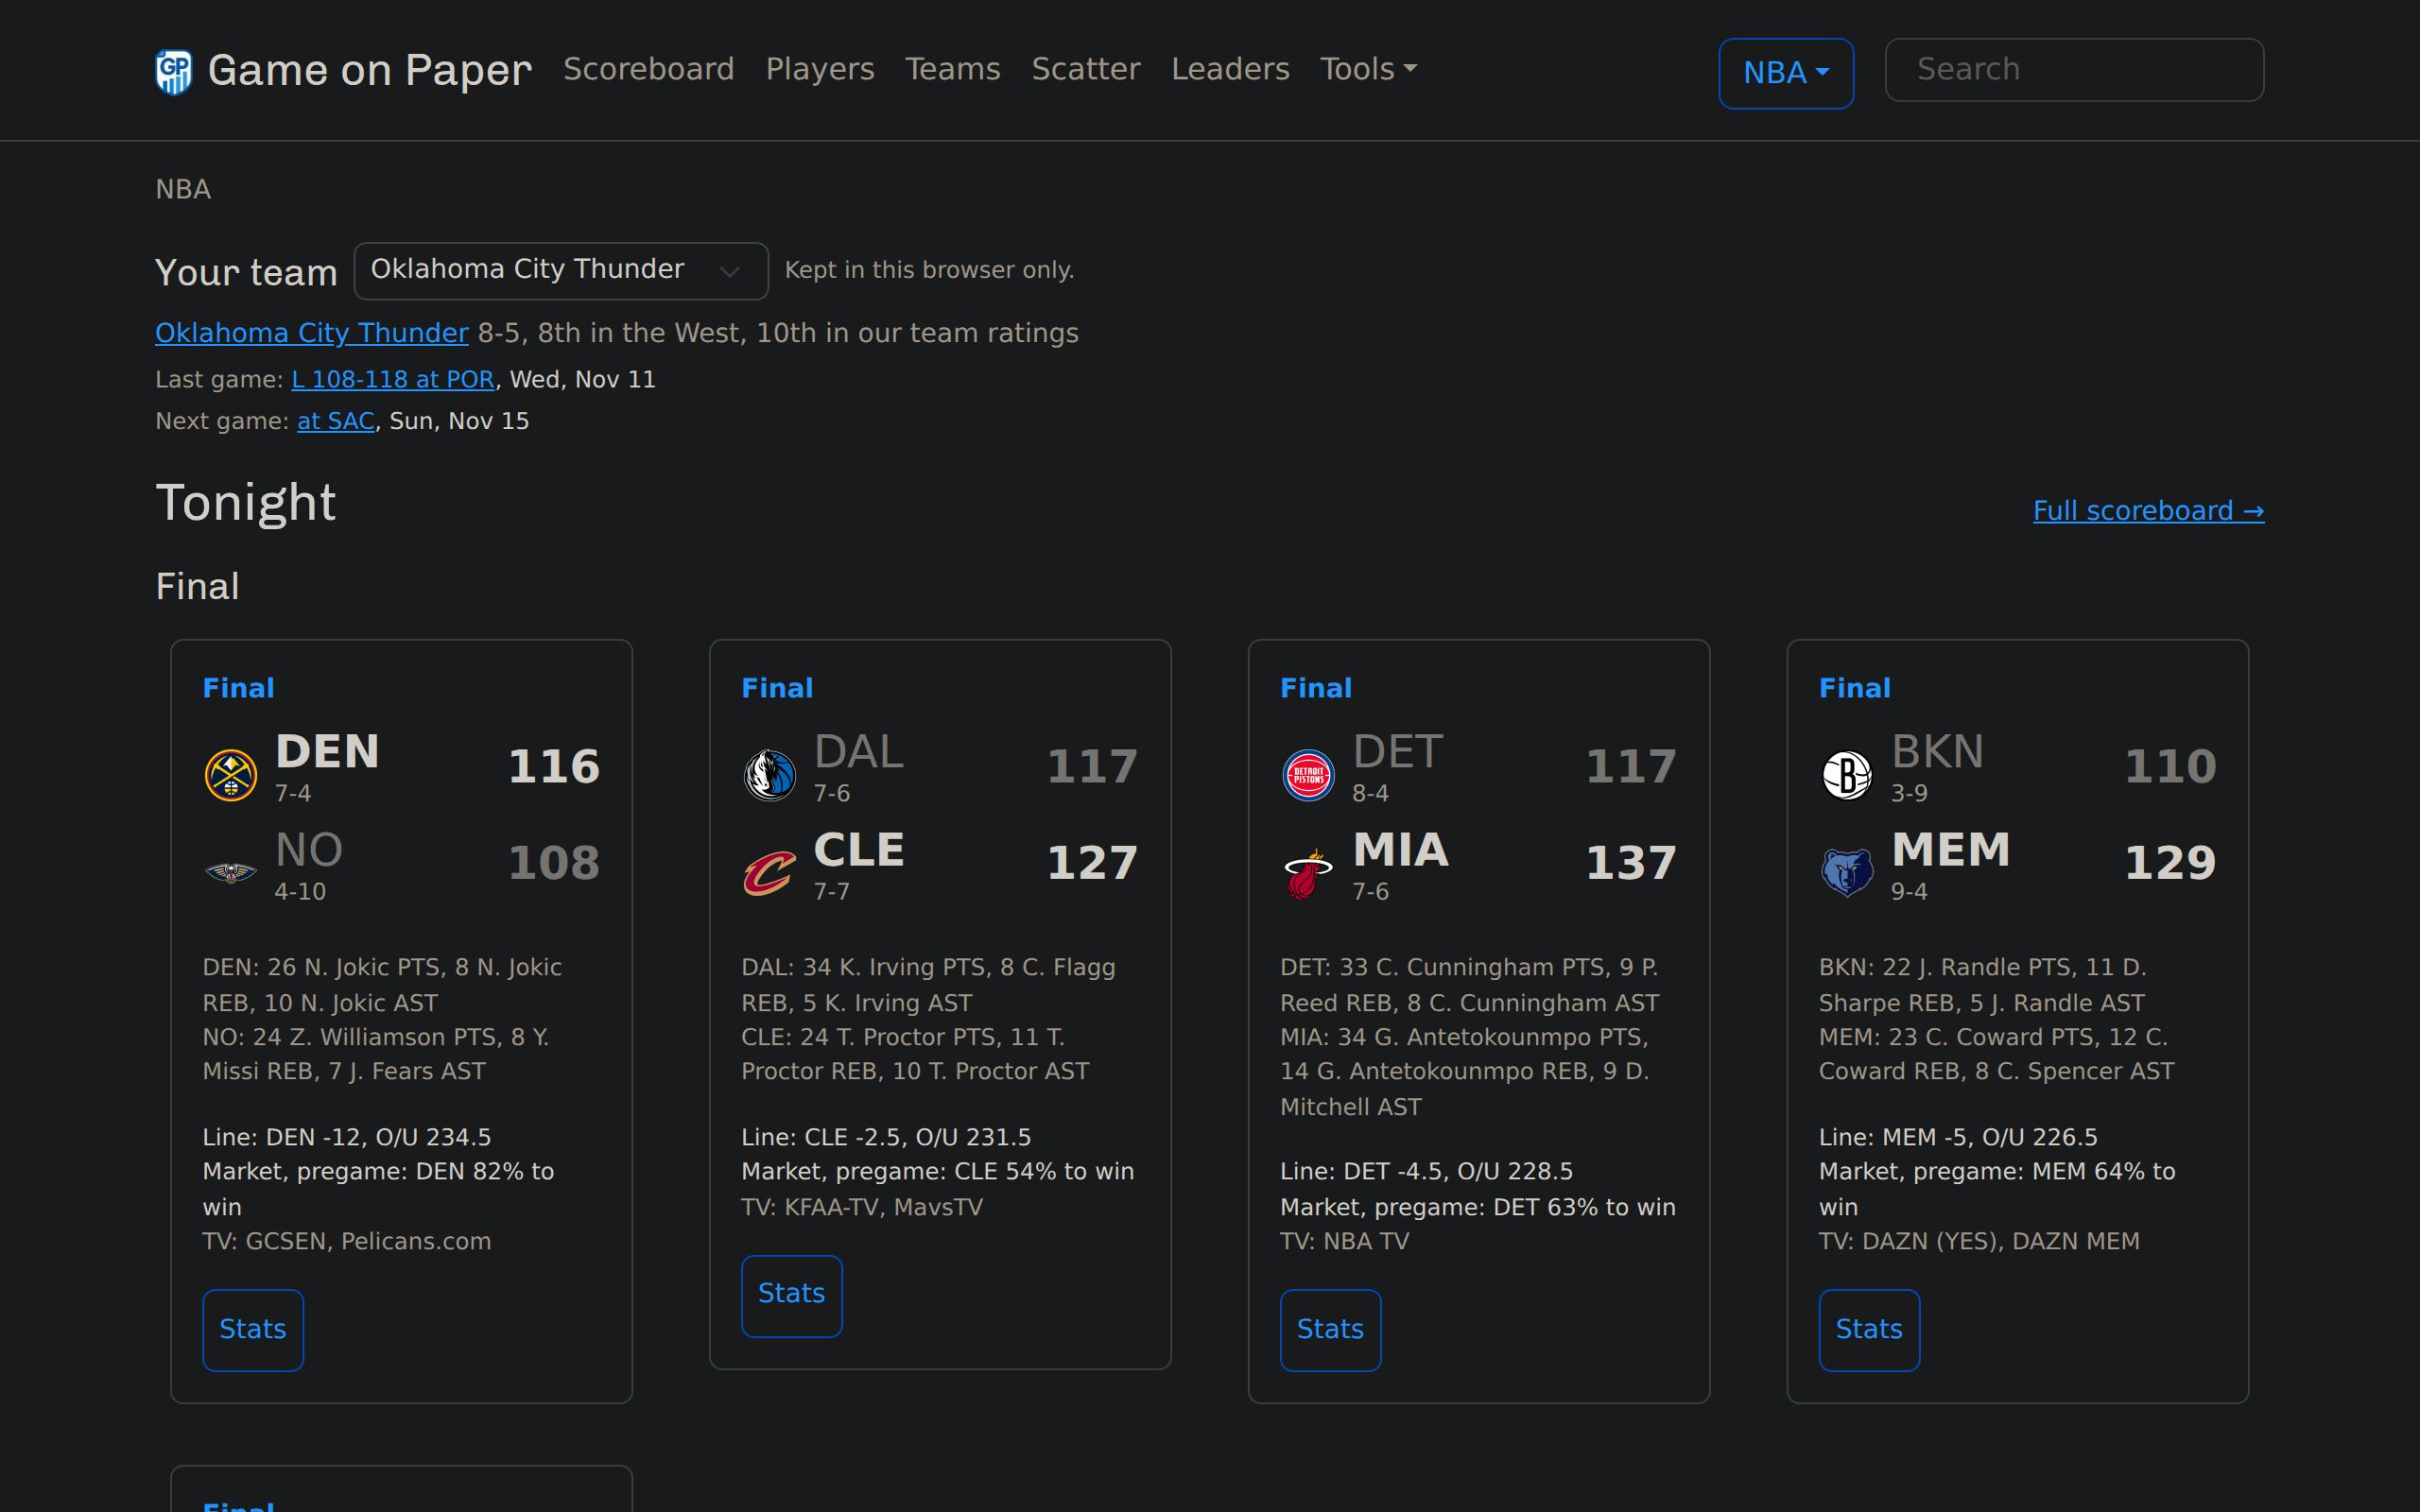 GP Game on Paper Scoreboard Players Teams Scatter Leaders Tools NBA Search
NBA
Your team Oklahoma City Thunder Kept in this browser only.
Oklahoma City Thunder 8-5, 8th in the West, 10th in our team ratings
Last game: L 108-118 at POR, Wed, Nov 11
Next game: at SAC, Sun, Nov 15
Tonight
Full scoreboard →
Final
Final
DEN 116
7-4
NO 108
4-10
DEN: 26 N. Jokic PTS, 8 N. Jokic
REB, 10 N. Jokic AST
NO: 24 Z. Williamson PTS, 8 Y.
Missi REB, 7 J. Fears AST
Line: DEN -12, O/U 234.5
Market, pregame: DEN 82% to
win
TV: GCSEN, Pelicans.com
Stats
Final
DAL 117
7-6
CLE 127
7-7
DAL: 34 K. Irving PTS, 8 C. Flagg
REB, 5 K. Irving AST
CLE: 24 T. Proctor PTS, 11 T.
Proctor REB, 10 T. Proctor AST
Line: CLE -2.5, O/U 231.5
Market, pregame: CLE 54% to win
TV: KFAA-TV, MavsTV
Stats
Final
DETROIT
PISTONS
DET 117
8-4
MIA 137
7-6
DET: 33 C. Cunningham PTS, 9 P.
Reed REB, 8 C. Cunningham AST
MIA: 34 G. Antetokounmpo PTS,
14 G. Antetokounmpo REB, 9 D.
Mitchell AST
Line: DET -4.5, O/U 228.5
Market, pregame: DET 63% to win
TV: NBA TV
Stats
Final
B
BKN 110
3-9
MEM 129
9-4
BKN: 22 J. Randle PTS, 11 D.
Sharpe REB, 5 J. Randle AST
MEM: 23 C. Coward PTS, 12 C.
Coward REB, 8 C. Spencer AST
Line: MEM -5, O/U 226.5
Market, pregame: MEM 64% to
win
TV: DAZN (YES), DAZN MEM
Stats
Final